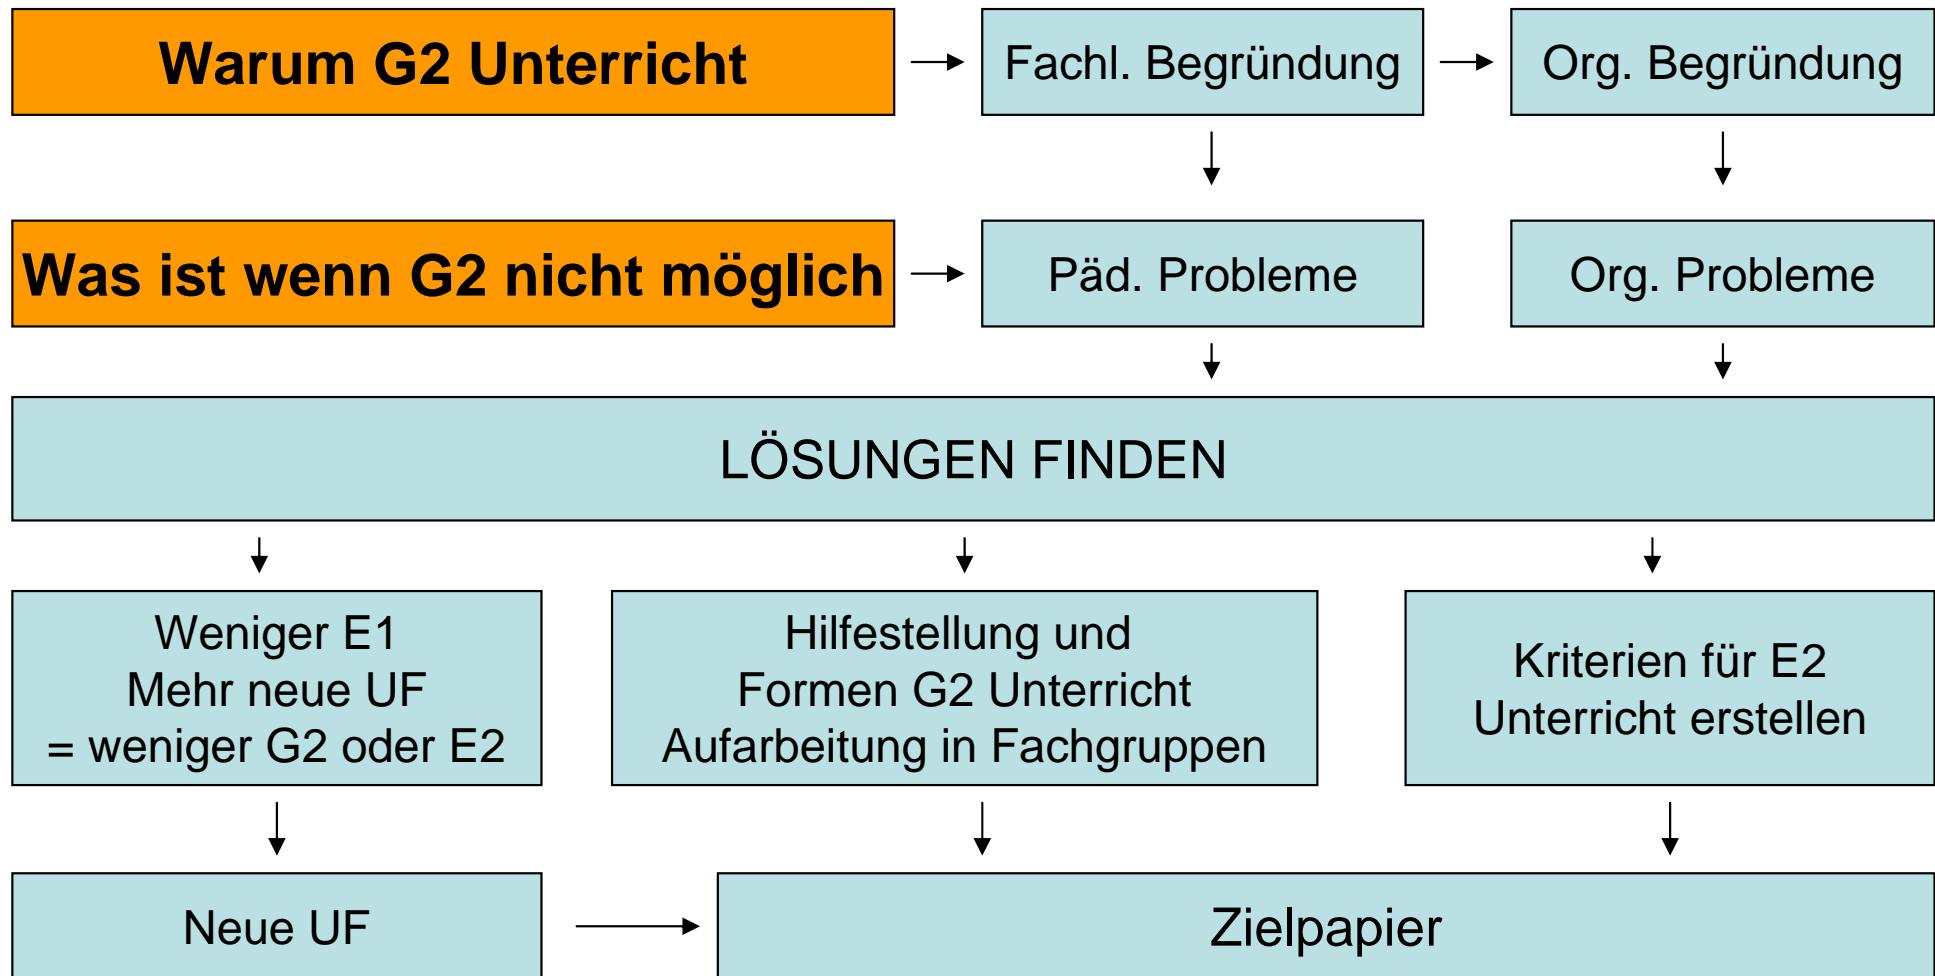 Warum G2 Unterricht
Fachl. Begründung
Org. Begründung
Was ist wenn G2 nicht möglich
Päd. Probleme
Org. Probleme
LÖSUNGEN FINDEN
Weniger E1
Mehr neue UF
= weniger G2 oder E2
Hilfestellung und
Formen G2 Unterricht
Aufarbeitung in Fachgruppen
Kriterien für E2
Unterricht erstellen
Neue UF
Zielpapier